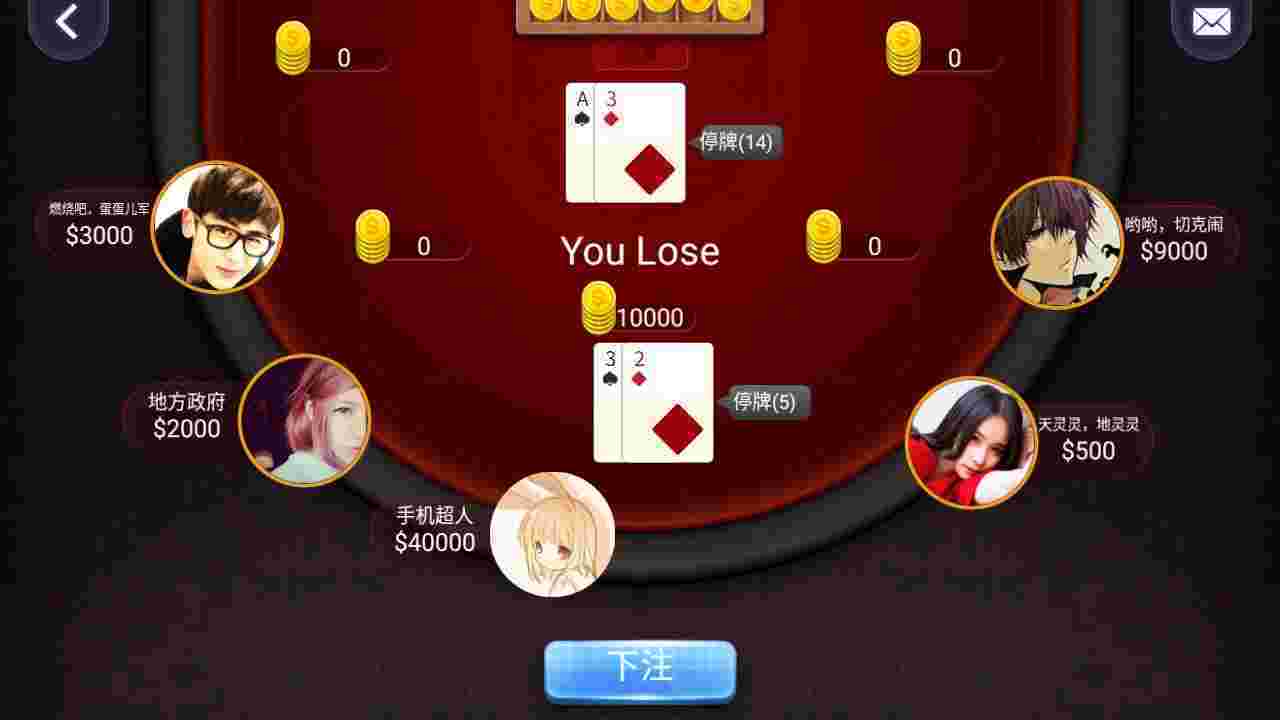 0
0
A 3
停牌(14)
燃烧吧，蛋蛋儿军
$3000
哟哟，切克闹
$9000
0
0
You Lose
10000
3 2
停牌(5)
地方政府
$2000
天灵灵，地灵灵
$500
手机超人
$40000
下注